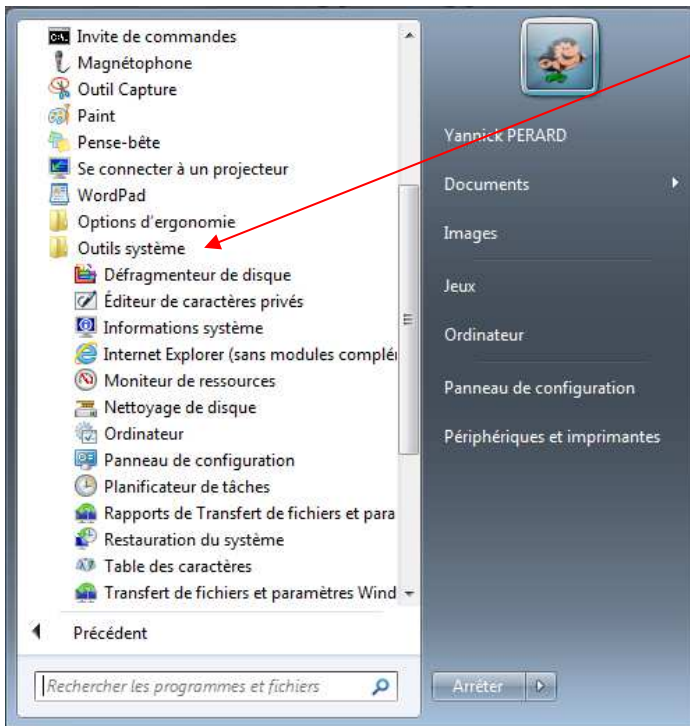 Invite de commandes
Magnétophone
Outil Capture
Paint
Pense-bête
Se connecter à un projecteur
WordPad
Options d'ergonomie
Outils système
Défragmenteur de disque
Éditeur de caractères privés
Informations système
Internet Explorer (sans modules complé
Moniteur de ressources
Nettoyage de disque
Ordinateur
Panneau de configuration
Planificateur de tâches
Rapports de Transfert de fichiers et para
Restauration du système
Table des caractères
Transfert de fichiers et paramètres Wind
Précédent
Rechercher les programmes et fichiers
Yannick PERARD
Documents
Images
Jeux
Ordinateur
Panneau de configuration
Périphériques et imprimantes
Arrêter